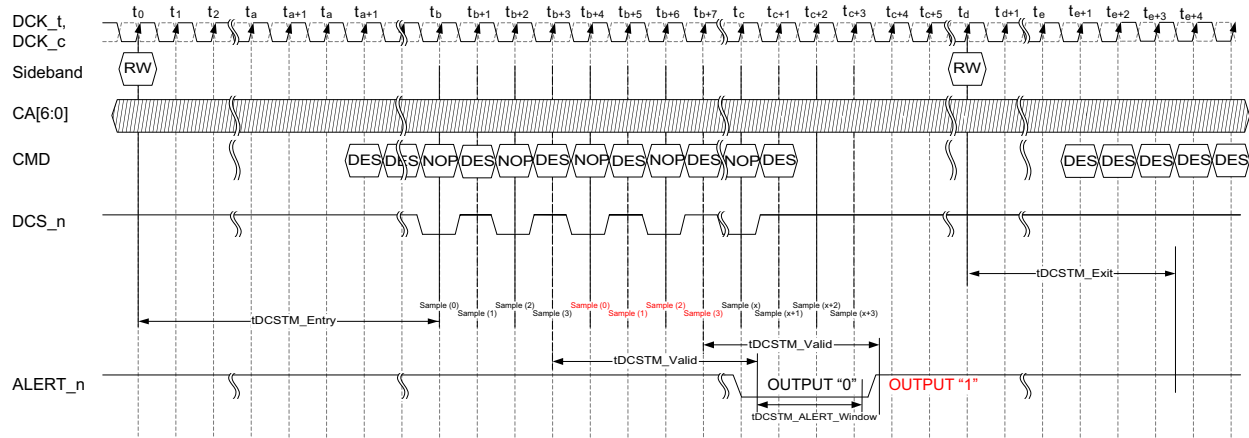 DCK_t, t0 t1 t2 ta ta+1 ta ta+1 ta+1 tb tb+1 tb+2 tb+3 tb+4 tb+5 tb+6 tb+7 tc tc+1 tc+2 tc+3 tc+4 tc+5 td td+1 te te+1 te+2 te+3 te+4
DCK_c
Sideband RW RW
CA[6:0]
CMD DES DES NOP DES NOP DES NOP DES NOP DES NOP DES DES DES DES DES DES
DCS_n
tDCSTM_Exit
Sample (0) Sample (2) Sample (0) Sample (2) Sample (x) Sample (x+2)
Sample (1) Sample (3) Sample (1) Sample (3) Sample (x+1) Sample (x+3)
tDCSTM_Entry
tDCSTM_Valid
tDCSTM_Valid
ALERT_n OUTPUT “0” OUTPUT “1”
tDCSTM_ALERT_Window